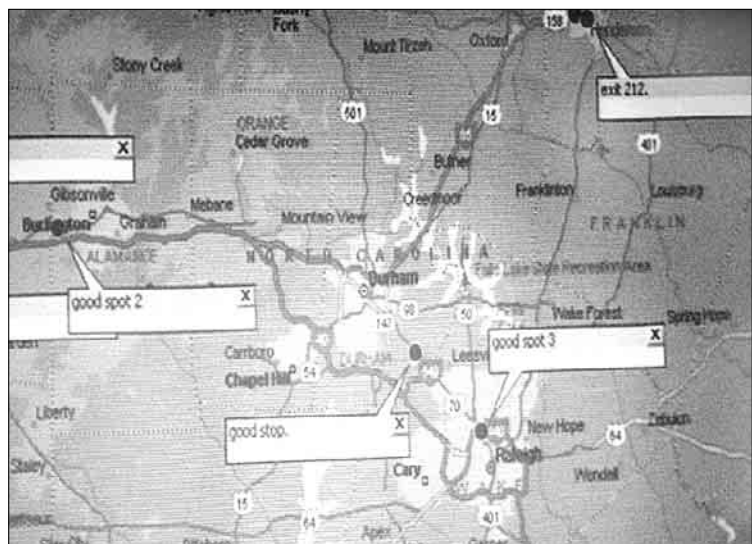 Fork
Mount Tirzah
Oxford
158
Henderson
Stony Creek
exit 212.
501
15
ORANGE
Cedar Grove
X
Butner
401
Creedmoor
Franklinton
Louisburg
Gibsonville
Mebane
Burlington
Graham
Mountain View
FRANKLIN
ALAMANCE
NORTH CAROLINA
Falls Lake State Recreation Area
Durham
good spot 2
X
98
50
Wake Forest
147
Spring Hope
good spot 3
X
Carrboro
DURHAM
54
Chapel Hill
70
Liberty
good stop.
X
New Hope
Zebulon
64
Raleigh
Staley
Cary
Wendell
WAKE
15
64
401
Apex